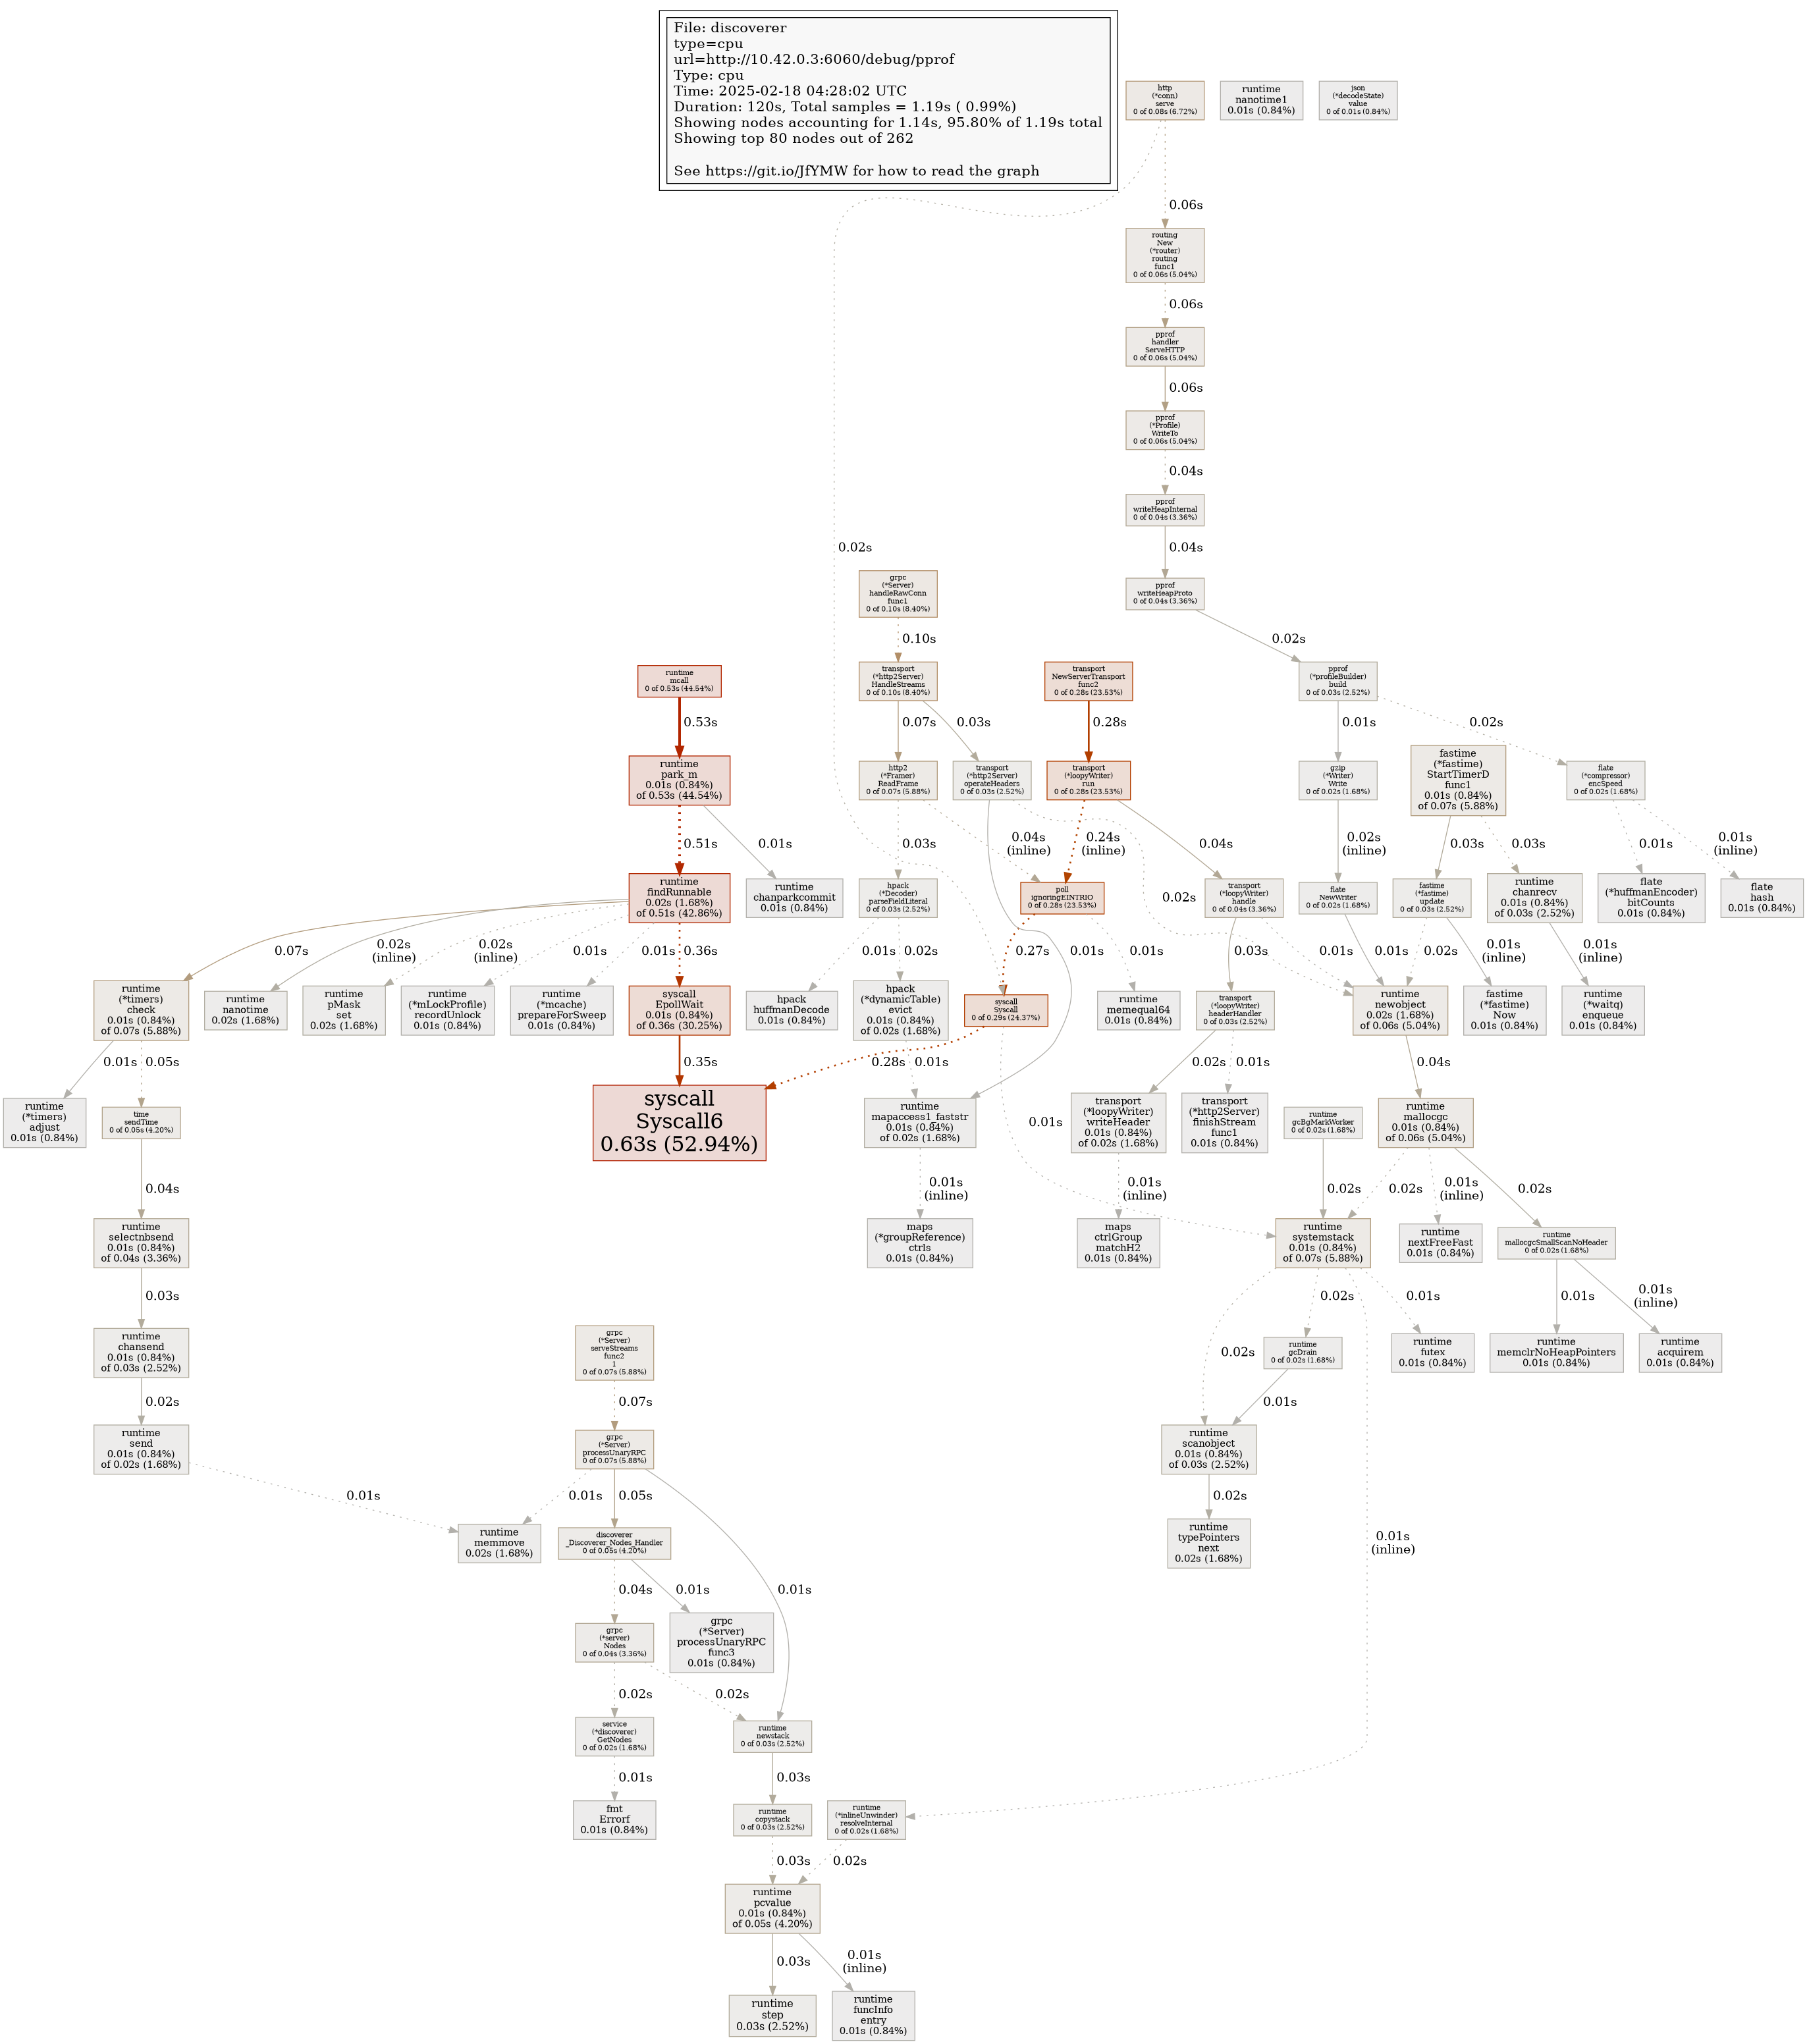 File: discoverer
type=cpu
url=http://10.42.0.3:6060/debug/pprof
Type: cpu
Time: 2025-02-18 04:28:02 UTC
Duration: 120s, Total samples = 1.19s ( 0.99%)
Showing nodes accounting for 1.14s, 95.80% of 1.19s total
Showing top 80 nodes out of 262
See https://git.io/JfYMW for how to read the graph
http
(*conn)
serve
0 of 0.08s (6.72%)
runtime
nanotime1
0.01s (0.84%)
json
(*decodeState)
value
0 of 0.01s (0.84%)
0.06s
routing
New
(*router)
routing
func1
0 of 0.06s (5.04%)
0.06s
pprof
handler
ServeHTTP
0 of 0.06s (5.04%)
0.06s
pprof
(*Profile)
WriteTo
0 of 0.06s (5.04%)
0.04s
pprof
writeHeapInternal
0 of 0.04s (3.36%)
0.02s
0.04s
grpc
(*Server)
handleRawConn
func1
0 of 0.10s (8.40%)
pprof
writeHeapProto
0 of 0.04s (3.36%)
0.10s
0.02s
runtime
mcall
0 of 0.53s (44.54%)
transport
(*http2Server)
HandleStreams
0 of 0.10s (8.40%)
transport
NewServerTransport
func2
0 of 0.28s (23.53%)
pprof
(*profileBuilder)
build
0 of 0.03s (2.52%)
0.53s
0.07s
0.03s
0.28s
0.01s
0.02s
runtime
park_m
0.01s (0.84%)
of 0.53s (44.54%)
http2
(*Framer)
ReadFrame
0 of 0.07s (5.88%)
transport
(*http2Server)
operateHeaders
0 of 0.03s (2.52%)
transport
(*loopyWriter)
run
0 of 0.28s (23.53%)
gzip
(*Writer)
Write
0 of 0.02s (1.68%)
fastime
(*fastime)
StartTimerD
func1
0.01s (0.84%)
of 0.07s (5.88%)
flate
(*compressor)
encSpeed
0 of 0.02s (1.68%)
0.51s
0.01s
0.03s
0.04s
(inline)
0.24s
(inline)
0.04s
0.02s
(inline)
0.03s
0.03s
0.01s
0.01s
(inline)
runtime
findRunnable
0.02s (1.68%)
of 0.51s (42.86%)
runtime
chanparkcommit
0.01s (0.84%)
hpack
(*Decoder)
parseFieldLiteral
0 of 0.03s (2.52%)
poll
ignoringEINTRIO
0 of 0.28s (23.53%)
0.02s
transport
(*loopyWriter)
handle
0 of 0.04s (3.36%)
flate
NewWriter
0 of 0.02s (1.68%)
fastime
(*fastime)
update
0 of 0.03s (2.52%)
runtime
chanrecv
0.01s (0.84%)
of 0.03s (2.52%)
flate
(*huffmanEncoder)
bitCounts
0.01s (0.84%)
flate
hash
0.01s (0.84%)
0.07s
0.02s
(inline)
0.02s
(inline)
0.01s
0.01s
0.36s
0.01s
0.02s
0.27s
0.01s
0.01s
0.03s
0.01s
0.01s
0.02s
0.01s
(inline)
0.01s
(inline)
runtime
(*timers)
check
0.01s (0.84%)
of 0.07s (5.88%)
runtime
nanotime
0.02s (1.68%)
runtime
pMask
set
0.02s (1.68%)
runtime
(*mLockProfile)
recordUnlock
0.01s (0.84%)
runtime
(*mcache)
prepareForSweep
0.01s (0.84%)
syscall
EpollWait
0.01s (0.84%)
of 0.36s (30.25%)
hpack
huffmanDecode
0.01s (0.84%)
hpack
(*dynamicTable)
evict
0.01s (0.84%)
of 0.02s (1.68%)
syscall
Syscall
0 of 0.29s (24.37%)
runtime
memequal64
0.01s (0.84%)
transport
(*loopyWriter)
headerHandler
0 of 0.03s (2.52%)
runtime
newobject
0.02s (1.68%)
of 0.06s (5.04%)
fastime
(*fastime)
Now
0.01s (0.84%)
runtime
(*waitq)
enqueue
0.01s (0.84%)
0.01s
0.05s
0.35s
0.28s
0.01s
0.02s
0.01s
0.04s
runtime
(*timers)
adjust
0.01s (0.84%)
time
sendTime
0 of 0.05s (4.20%)
syscall
Syscall6
0.63s (52.94%)
runtime
mapaccess1_faststr
0.01s (0.84%)
of 0.02s (1.68%)
0.01s
transport
(*loopyWriter)
writeHeader
0.01s (0.84%)
of 0.02s (1.68%)
transport
(*http2Server)
finishStream
func1
0.01s (0.84%)
runtime
gcBgMarkWorker
0 of 0.02s (1.68%)
runtime
mallocgc
0.01s (0.84%)
of 0.06s (5.04%)
0.04s
0.01s
(inline)
0.01s
(inline)
0.02s
0.02s
0.01s
(inline)
0.02s
runtime
selectnbsend
0.01s (0.84%)
of 0.04s (3.36%)
maps
(*groupReference)
ctrls
0.01s (0.84%)
maps
ctrlGroup
matchH2
0.01s (0.84%)
runtime
systemstack
0.01s (0.84%)
of 0.07s (5.88%)
runtime
nextFreeFast
0.01s (0.84%)
runtime
mallocgcSmallScanNoHeader
0 of 0.02s (1.68%)
0.03s
0.02s
0.02s
0.01s
0.01s
0.01s
(inline)
runtime
chansend
0.01s (0.84%)
of 0.03s (2.52%)
grpc
(*Server)
serveStreams
func2
1
0 of 0.07s (5.88%)
runtime
gcDrain
0 of 0.02s (1.68%)
runtime
futex
0.01s (0.84%)
runtime
memclrNoHeapPointers
0.01s (0.84%)
runtime
acquirem
0.01s (0.84%)
0.02s
0.07s
0.01s
runtime
send
0.01s (0.84%)
of 0.02s (1.68%)
grpc
(*Server)
processUnaryRPC
0 of 0.07s (5.88%)
runtime
scanobject
0.01s (0.84%)
of 0.03s (2.52%)
0.01s
0.01s
0.05s
0.02s
runtime
memmove
0.02s (1.68%)
discoverer
_Discoverer_Nodes_Handler
0 of 0.05s (4.20%)
0.01s
runtime
typePointers
next
0.02s (1.68%)
0.01s
(inline)
0.04s
0.01s
grpc
(*server)
Nodes
0 of 0.04s (3.36%)
grpc
(*Server)
processUnaryRPC
func3
0.01s (0.84%)
0.02s
0.02s
service
(*discoverer)
GetNodes
0 of 0.02s (1.68%)
runtime
newstack
0 of 0.03s (2.52%)
0.01s
0.03s
fmt
Errorf
0.01s (0.84%)
runtime
copystack
0 of 0.03s (2.52%)
runtime
(*inlineUnwinder)
resolveInternal
0 of 0.02s (1.68%)
0.03s
0.02s
runtime
pcvalue
0.01s (0.84%)
of 0.05s (4.20%)
0.03s
0.01s
(inline)
runtime
step
0.03s (2.52%)
runtime
funcInfo
entry
0.01s (0.84%)